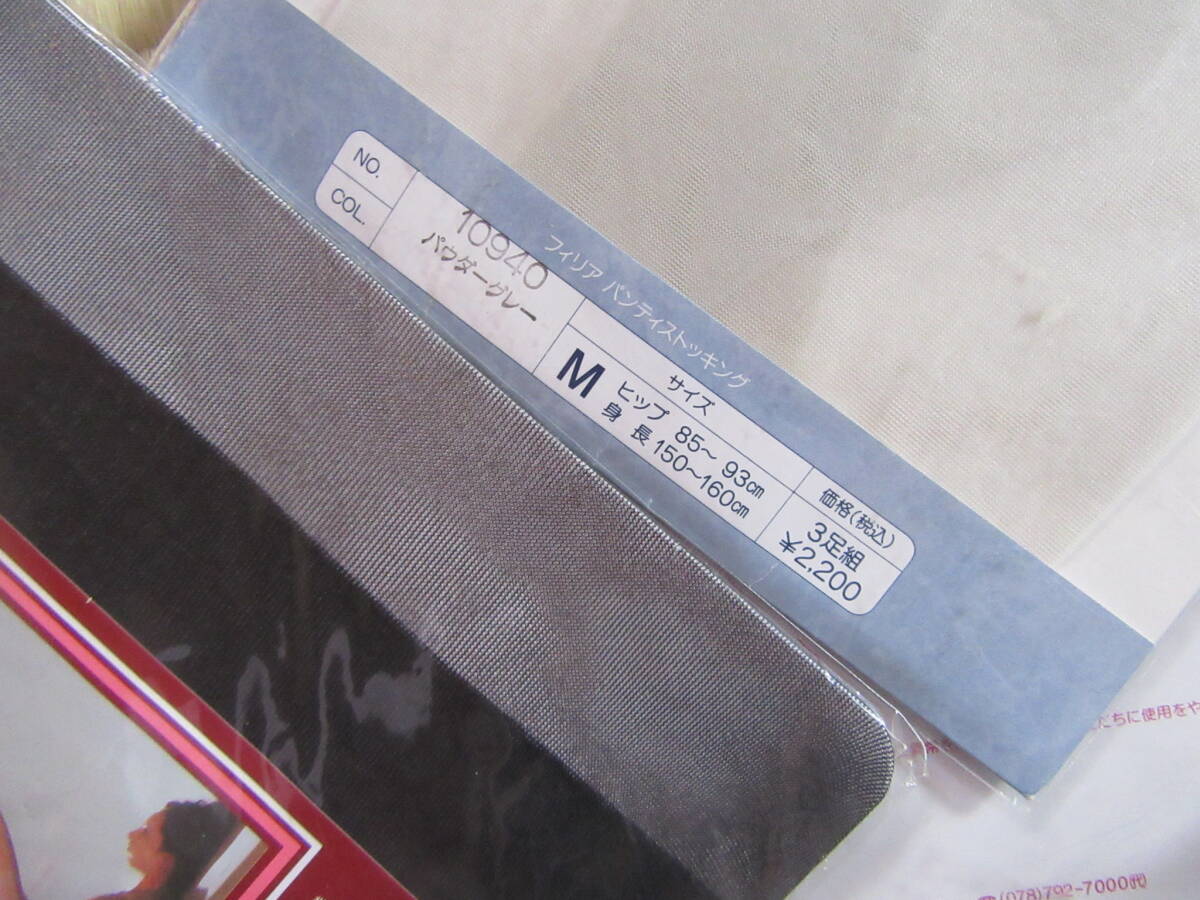 フィリア パンティストッキング
NO.
10940
COL.
パウダーグレー
サイズ
M
ヒップ 85～93㎝
身長 150～160㎝
価格(税込)
3足組
¥2,200
だちに使用をや
☎(078)792-7000㈹